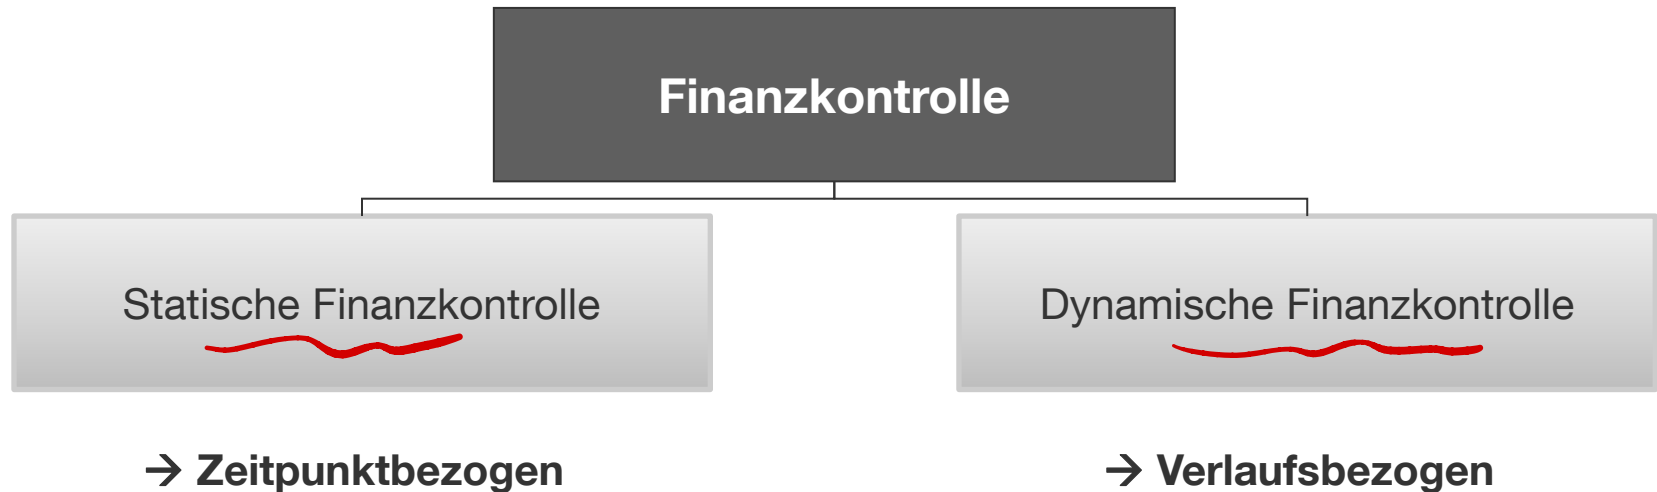 Finanzkontrolle
Statische Finanzkontrolle
Dynamische Finanzkontrolle
→ Zeitpunktbezogen
→ Verlaufsbezogen